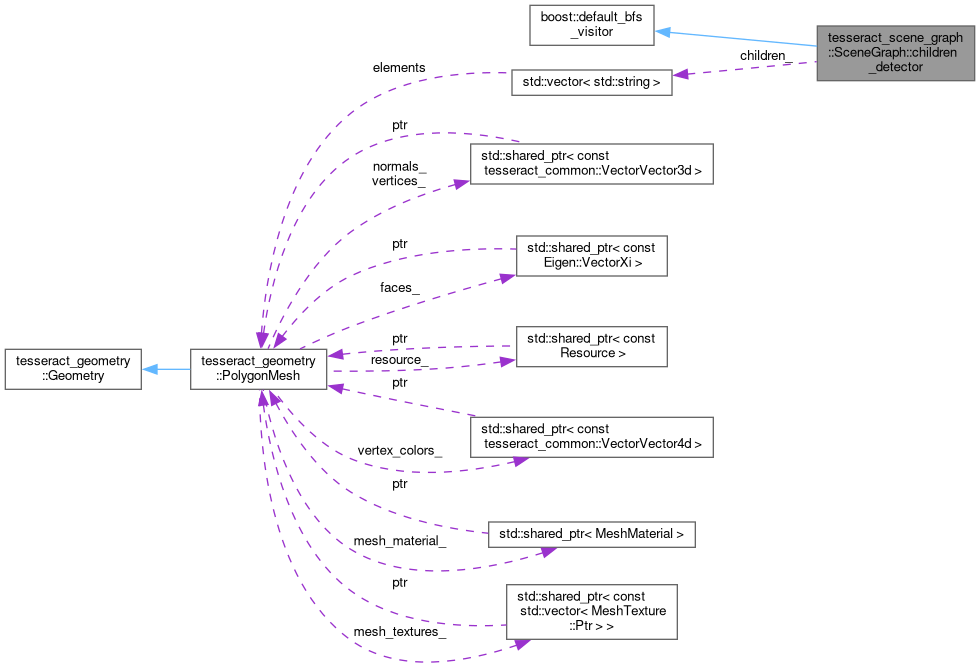 boost::default_bfs
_visitor
tesseract_scene_graph
::SceneGraph::children
_detector
children_
elements
std::vector< std::string >
ptr
std::shared_ptr< const
tesseract_common::VectorVector3d >
normals_
vertices_
ptr
std::shared_ptr< const
Eigen::VectorXi >
faces_
ptr
std::shared_ptr< const
Resource >
resource_
tesseract_geometry
::Geometry
tesseract_geometry
::PolygonMesh
ptr
std::shared_ptr< const
tesseract_common::VectorVector4d >
vertex_colors_
ptr
std::shared_ptr< MeshMaterial >
mesh_material_
ptr
std::shared_ptr< const
std::vector< MeshTexture
::Ptr > >
mesh_textures_